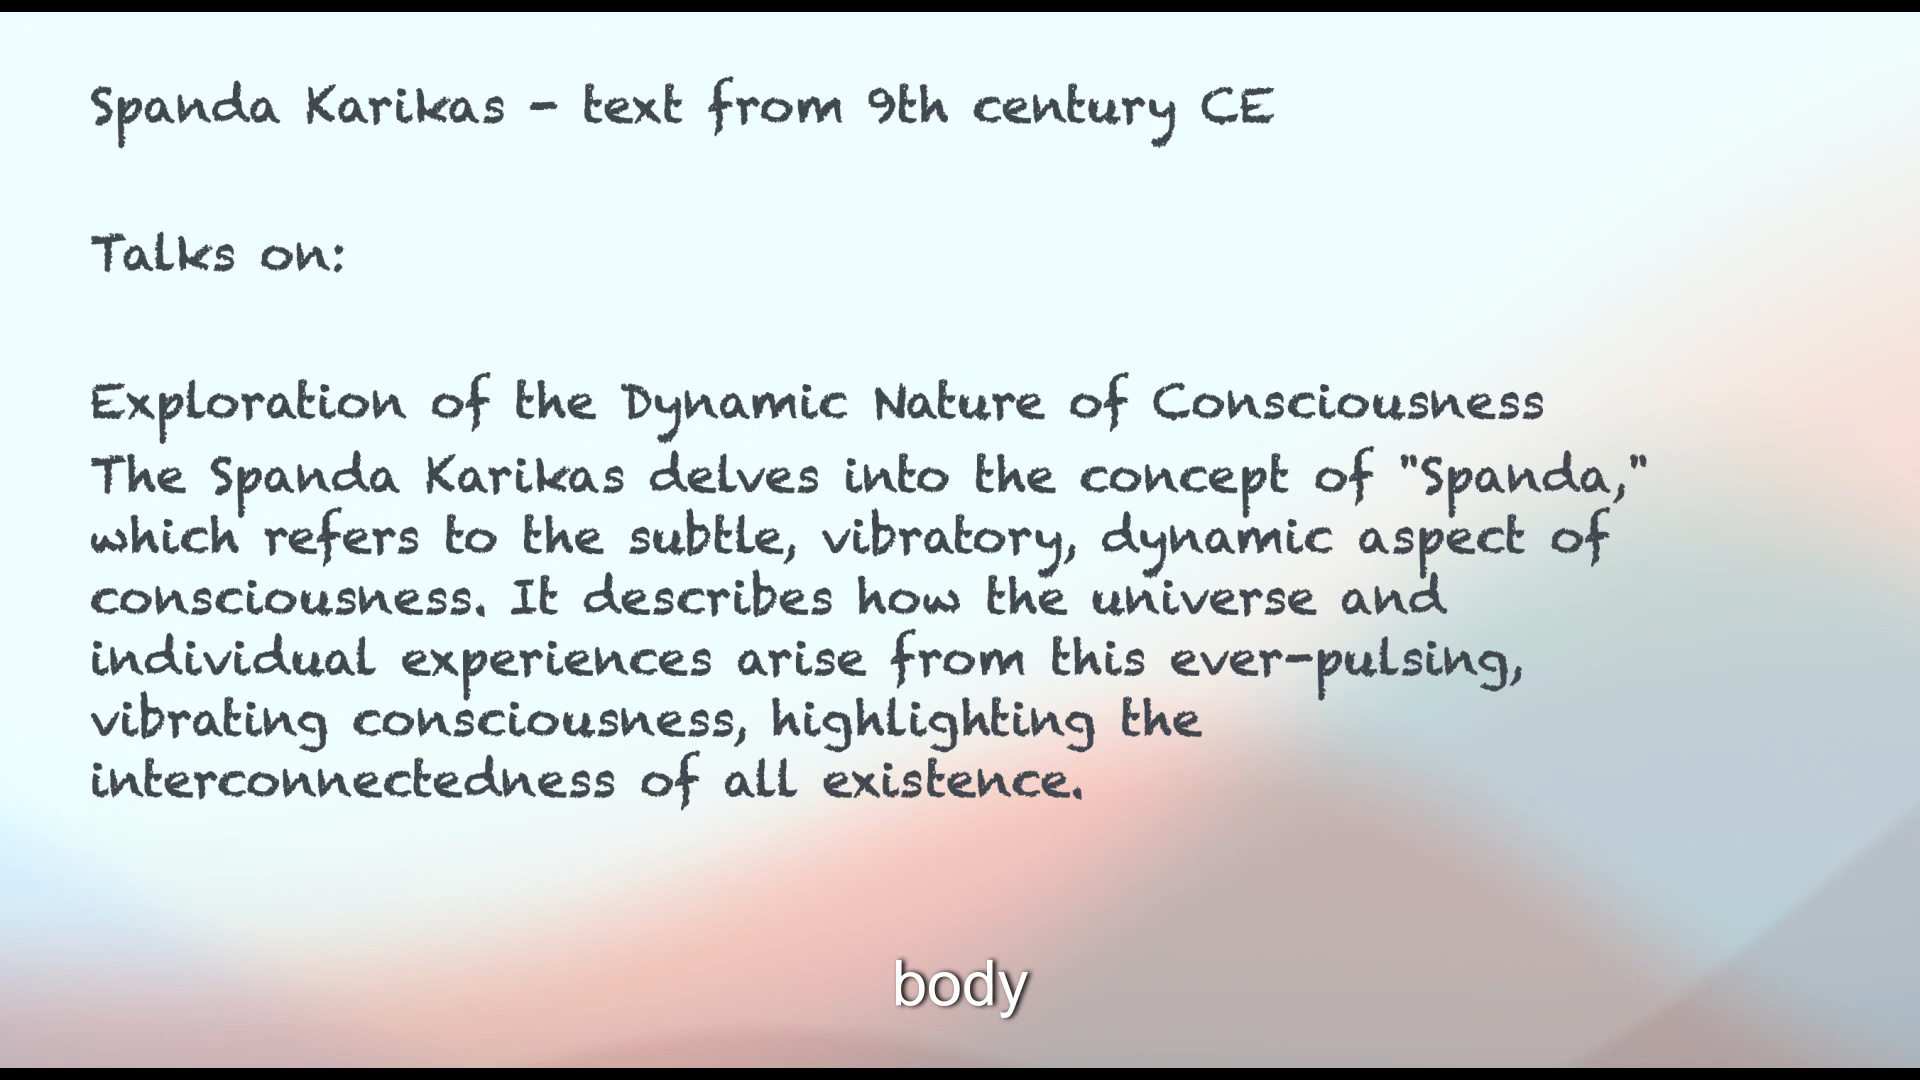 Spanda Karikas - text from 9th century CE
Talks on:
Exploration of the Dynamic Nature of Consciousness
The Spanda Karikas delves into the concept of "Spanda,"
which refers to the subtle, vibratory, dynamic aspect of
consciousness. It describes how the universe and
individual experiences arise from this ever-pulsing,
vibrating consciousness, highlighting the
interconnectedness of all existence.
body